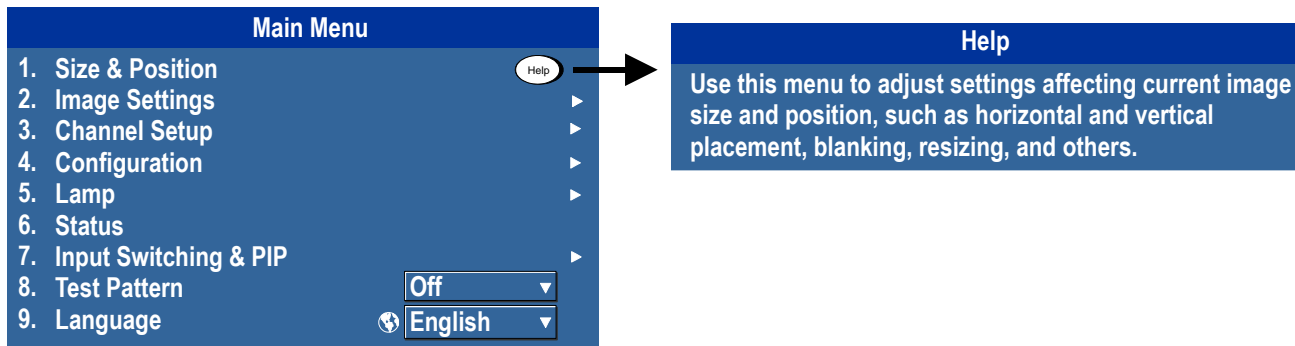 Main Menu
1. Size & Position Help
2. Image Settings
3. Channel Setup
4. Configuration
5. Lamp
6. Status
7. Input Switching & PIP
8. Test Pattern Off
9. Language English
Help
Use this menu to adjust settings affecting current image
size and position, such as horizontal and vertical
placement, blanking, resizing, and others.